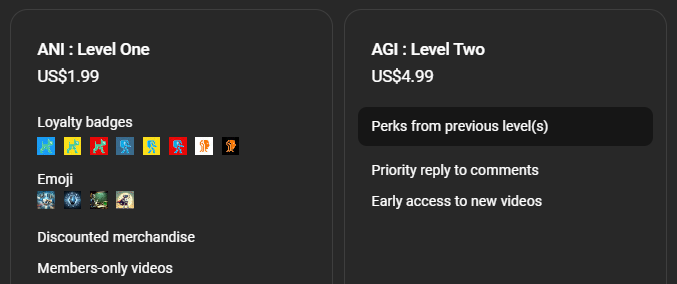 ANI : Level One
US$1.99
Loyalty badges
Emoji
Discounted merchandise
Members-only videos
AGI : Level Two
US$4.99
Perks from previous level(s)
Priority reply to comments
Early access to new videos